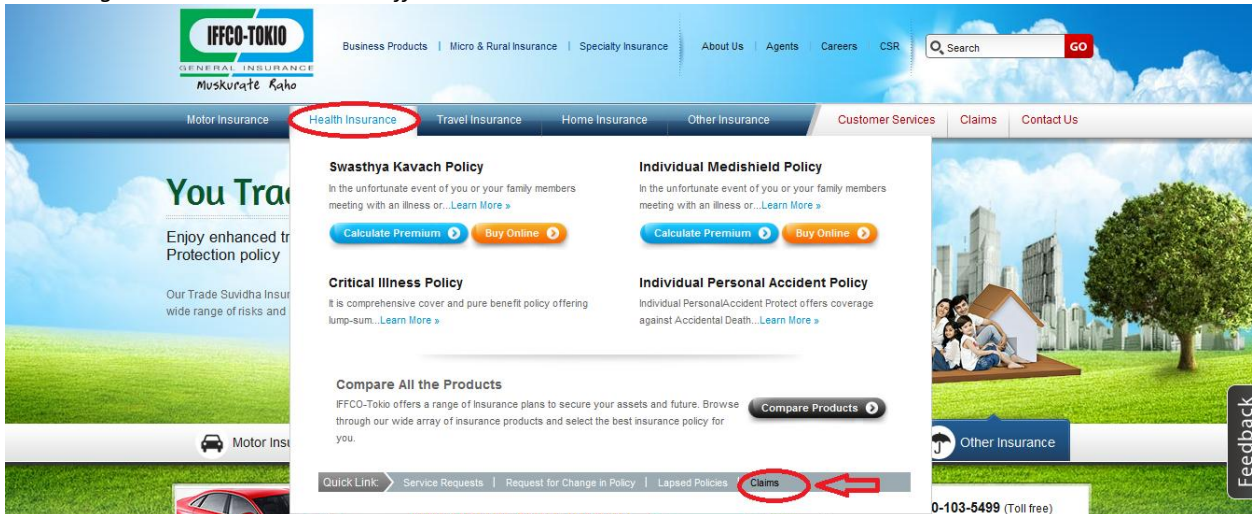 IFFCO-TOKIO
GENERAL INSURANCE
Muskurate Raho
Business Products | Micro & Rural Insurance | Specialty Insurance
About Us | Agents | Careers | CSR
Search
GO
Motor Insurance
Health Insurance
Travel Insurance
Home Insurance
Other Insurance
Customer Services | Claims | Contact Us
You Trad
Enjoy enhanced tr
Protection policy
Our Trade Suvidha Insur
wide range of risks and
Swasthya Kavach Policy
In the unfortunate event of you or your family members
meeting with an illness or...Learn More »
Calculate Premium
Buy Online
Individual Medishield Policy
In the unfortunate event of you or your family members
meeting with an illness or...Learn More »
Calculate Premium
Buy Online
Critical Illness Policy
It is comprehensive cover and pure benefit policy offering
lump-sum...Learn More »
Individual Personal Accident Policy
Individual PersonalAccident Protect offers coverage
against Accidental Death...Learn More »
Compare All the Products
IFFCO-Tokio offers a range of Insurance plans to secure your assets and future. Browse
through our wide array of insurance products and select the best insurance policy for
you.
Compare Products
Motor Insu
Other Insurance
Quick Link: Service Requests | Request for Change in Policy | Lapsed Policies | Claims
0-103-5499 (Toll free)
Feedback